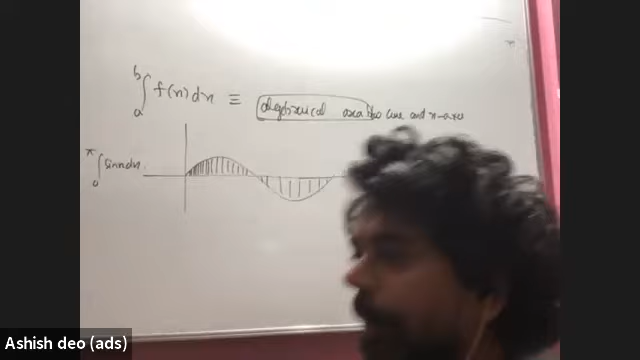 b
∫ f(x) dx ≡ algebraical area b/w curve and x-axis
a
π
∫ sinx dx
0
Ashish deo (ads)